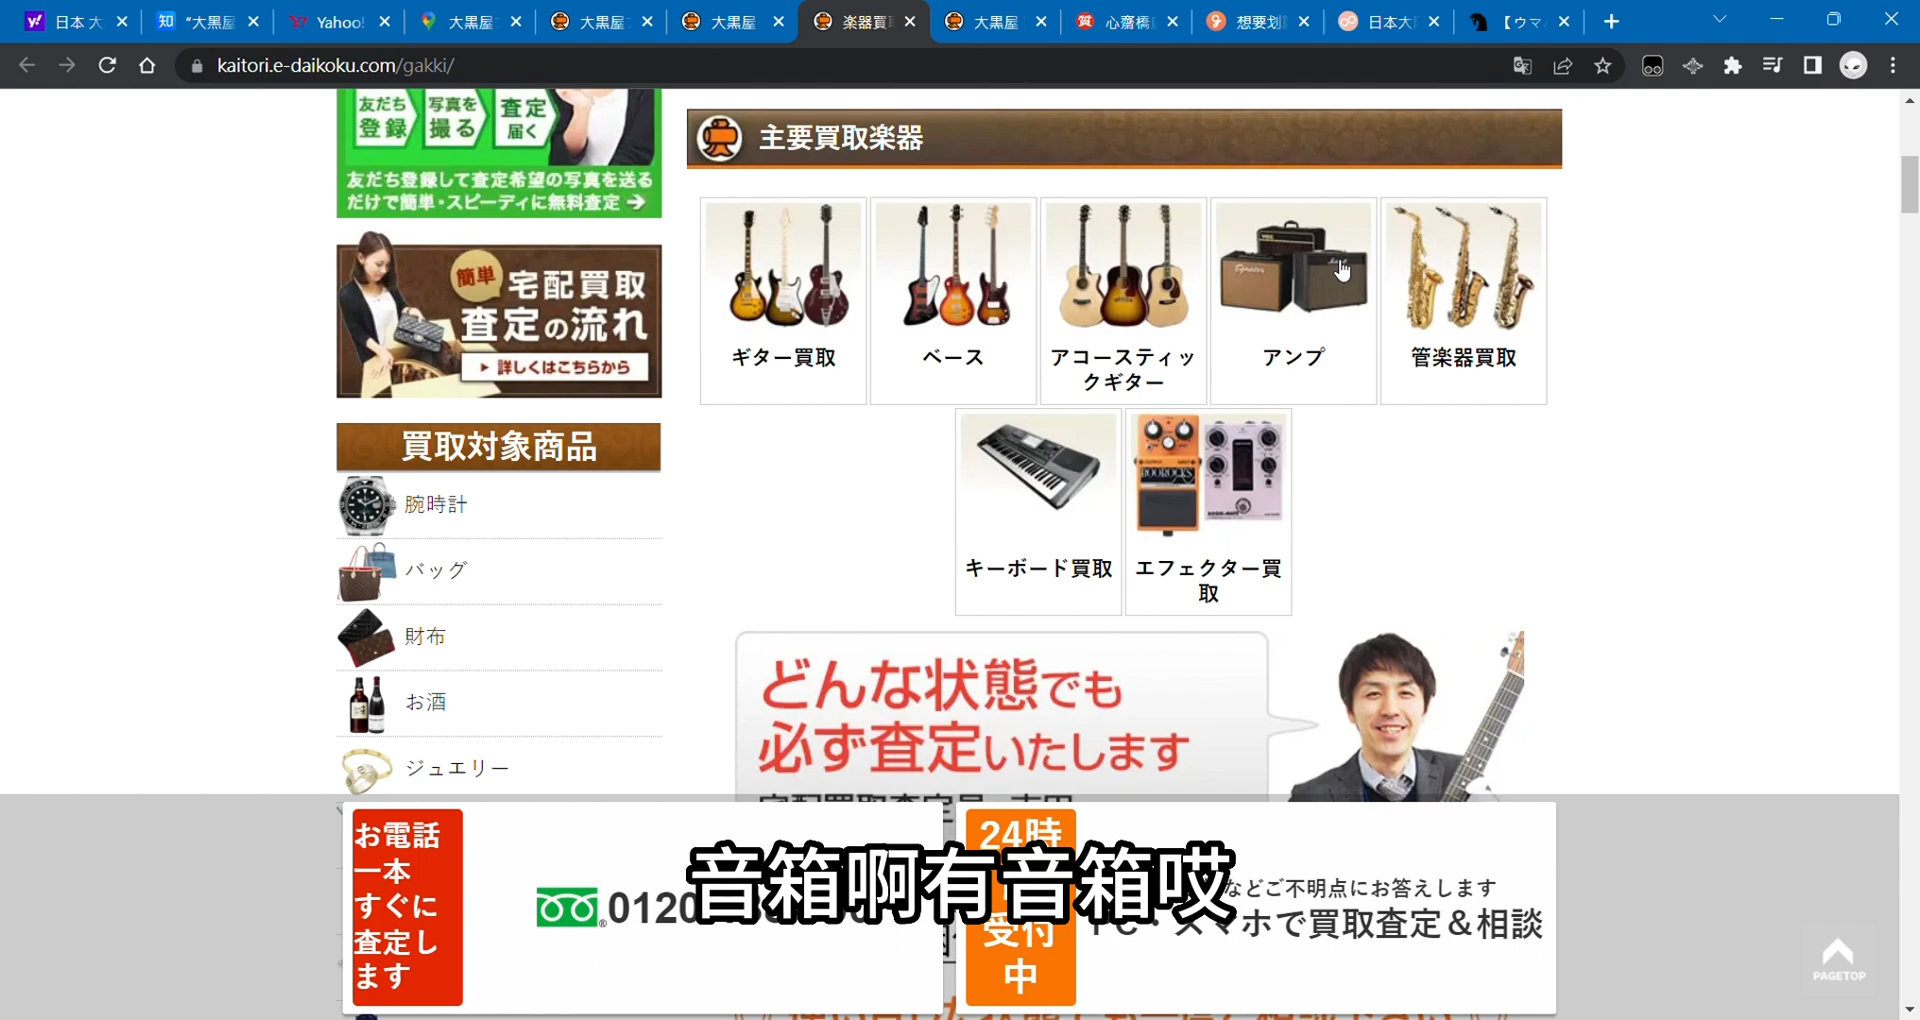 日本 大
"大黒屋
Yahoo!
大黒屋
大黒屋
大黒屋
楽器買
大黒屋
心齋橋
想要划
日本大
【ウマ
kaitori.e-daikoku.com/gakki/
友だち
登録
写真を
撮る
査定
届く
友だち登録して査定希望の写真を送る
だけで簡単・スピーディに無料査定
主要買取楽器
簡単
宅配買取
査定の流れ
詳しくはこちらから
ギター買取
ベース
アコースティッ
クギター
アンプ
管楽器買取
キーボード買取
エフェクター買
取
買取対象商品
腕時計
バッグ
財布
お酒
ジュエリー
どんな状態でも
必ず査定いたします
お電話
一本
すぐに
査定し
ます
0120
24時
受付
中
などご不明点にお答えします
PC・スマホで買取査定＆相談
音箱啊有音箱哎
PAGETOP